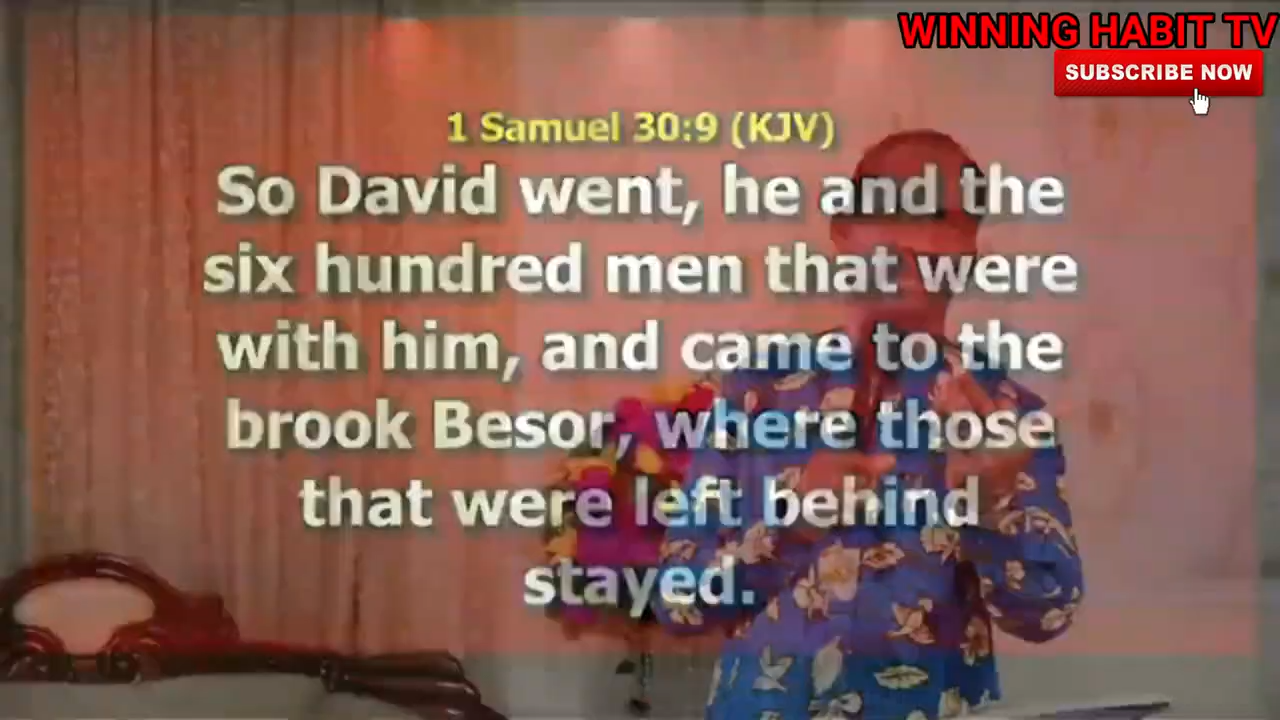 WINNING HABIT TV
SUBSCRIBE NOW
1 Samuel 30:9 (KJV)
So David went, he and the
six hundred men that were
with him, and came to the
brook Besor, where those
that were left behind
stayed.